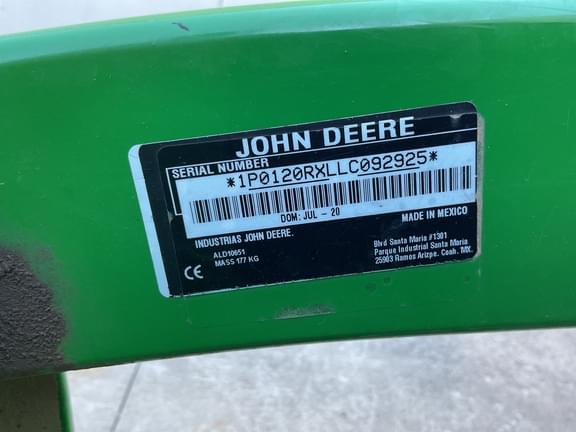 JOHN DEERE
SERIAL NUMBER
*1P0120RXLLC092925*
DOM: JUL - 20
MADE IN MEXICO
INDUSTRIAS JOHN DEERE.
ALD10651
MASS 177 KG
CE
Blvd Santa Maria #1301
Parque Industrial Santa Maria
25903 Ramos Arizpe. Coah. MX.